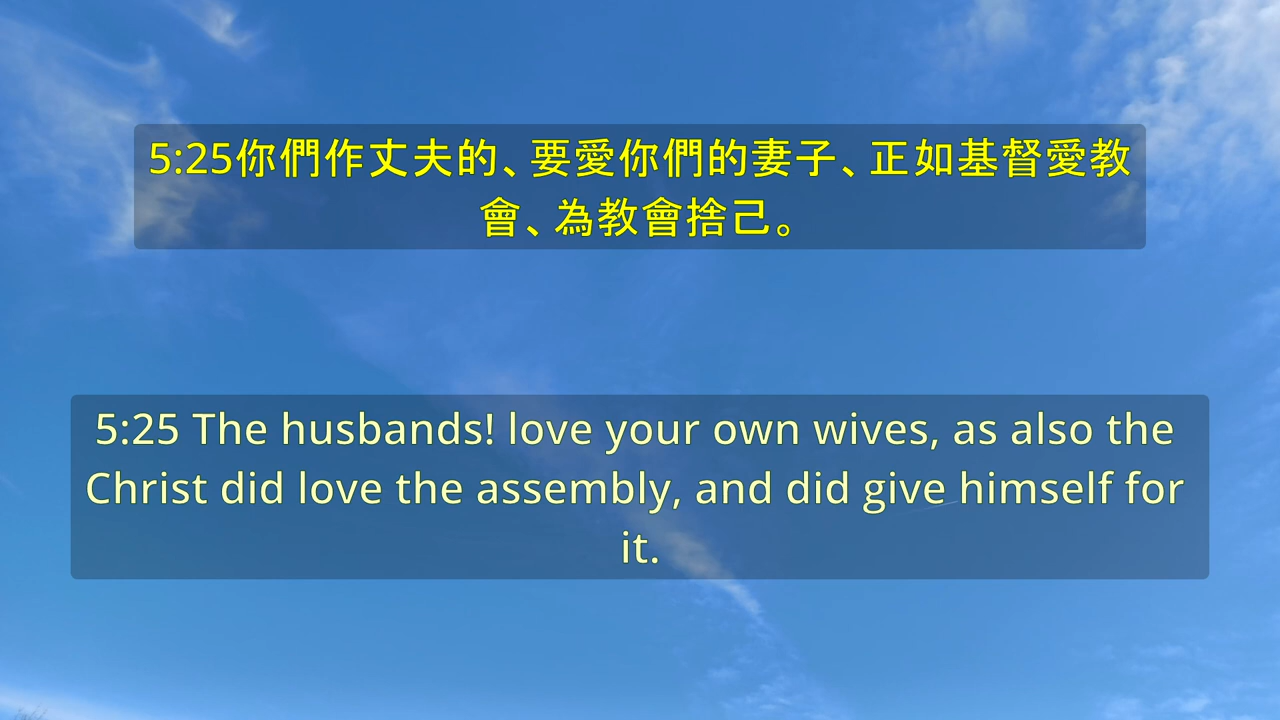 5:25你們作丈夫的、要愛你們的妻子、正如基督愛教
會、為教會捨己。
5:25 The husbands! love your own wives, as also the
Christ did love the assembly, and did give himself for
it.